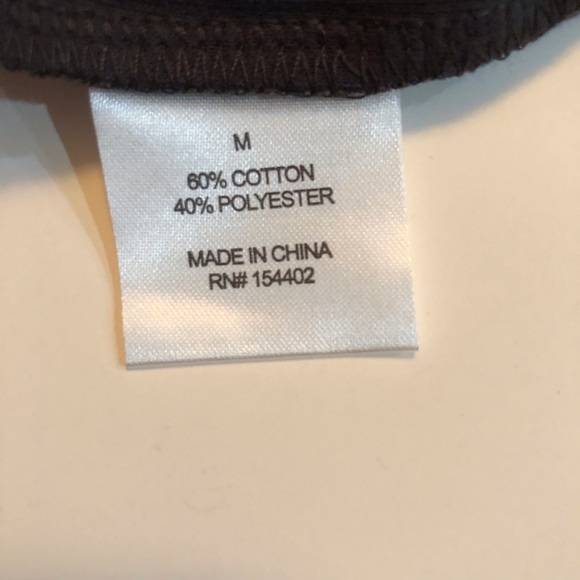 M
60% COTTON
40% POLYESTER
MADE IN CHINA
RN# 154402